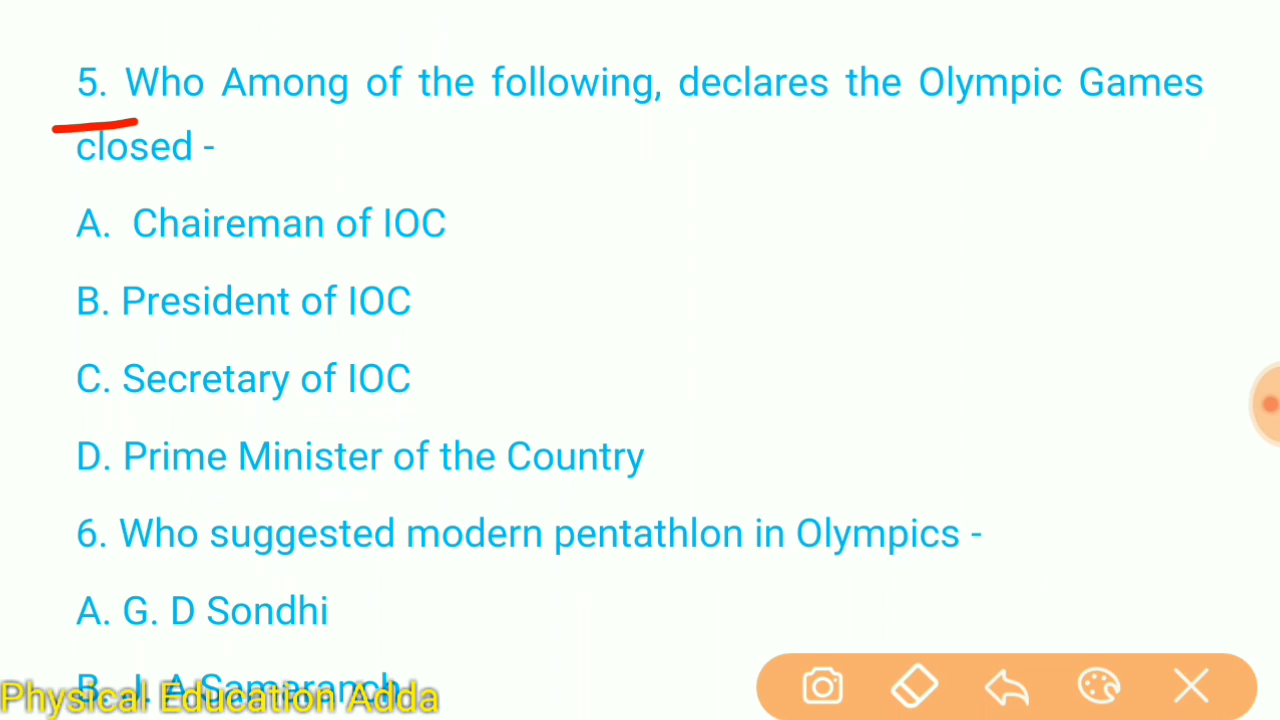 5. Who Among of the following, declares the Olympic Games
closed -
A. Chaireman of IOC
B. President of IOC
C. Secretary of IOC
D. Prime Minister of the Country
6. Who suggested modern pentathlon in Olympics -
A. G. D Sondhi
B. J. A Samaranch
Physical Education Adda